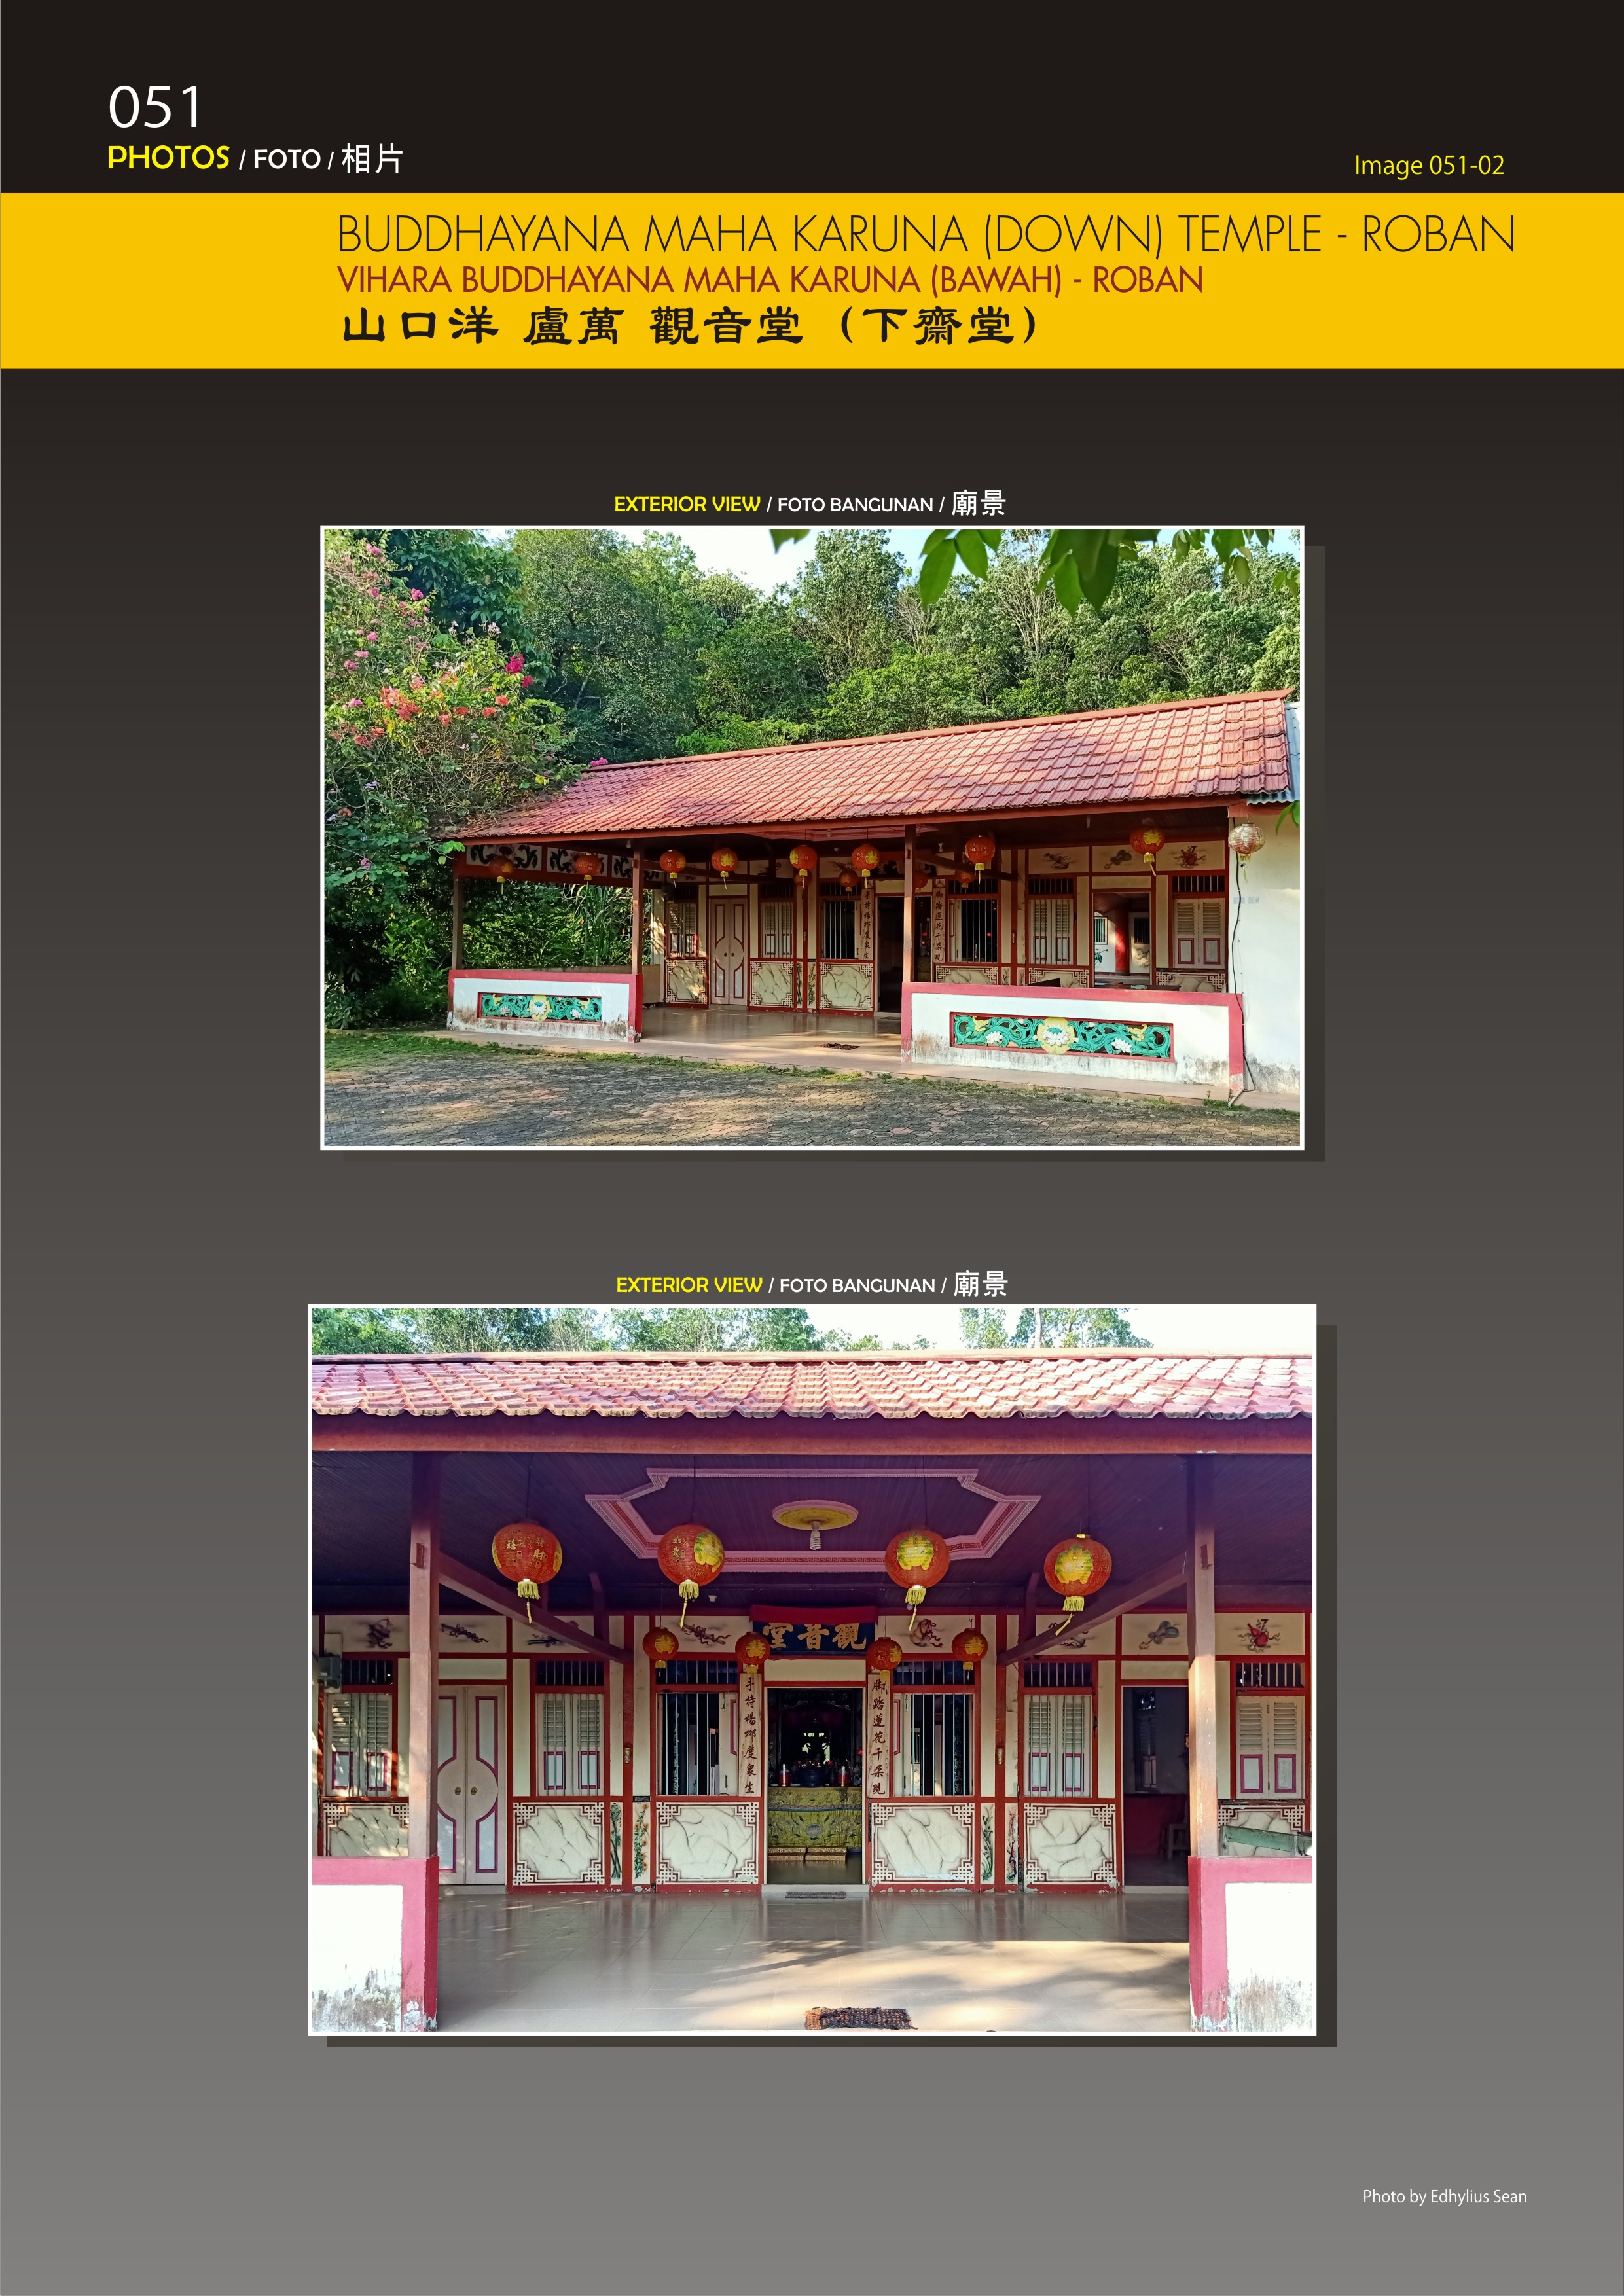 051
PHOTOS / FOTO / 相片
Image 051-02
BUDDHAYANA MAHA KARUNA (DOWN) TEMPLE - ROBAN
VIHARA BUDDHAYANA MAHA KARUNA (BAWAH) - ROBAN
山口洋 盧萬 觀音堂 (下齋堂)
EXTERIOR VIEW / FOTO BANGUNAN / 廟景
EXTERIOR VIEW / FOTO BANGUNAN / 廟景
堂音觀
脚踏蓮花千朵現
手持楊柳度衆生
Photo by Edhylius Sean